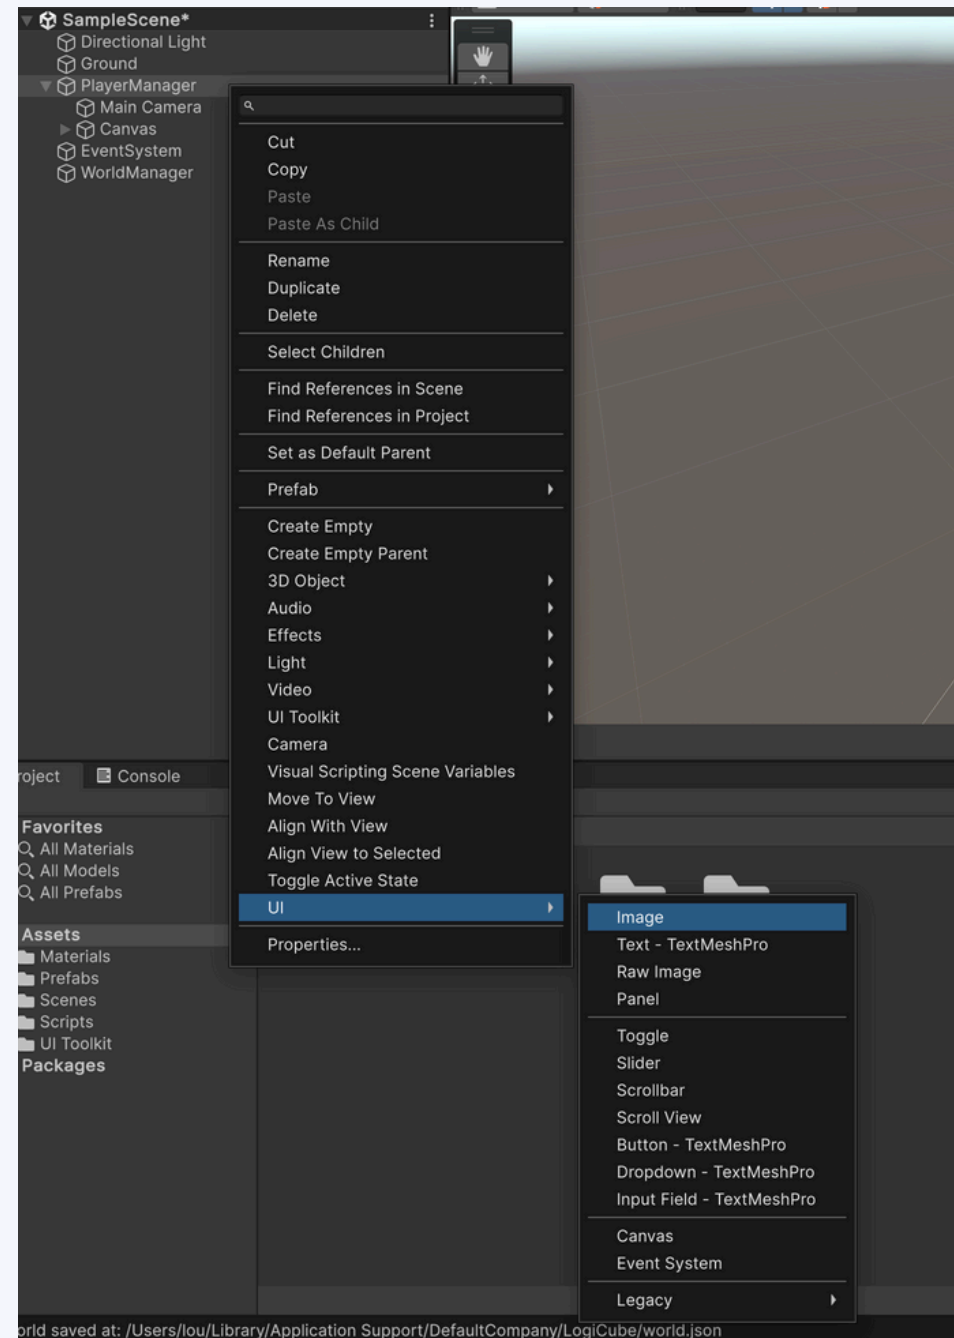 SampleScene*
Directional Light
Ground
PlayerManager
Main Camera
Canvas
EventSystem
WorldManager
Cut
Copy
Paste
Paste As Child
Rename
Duplicate
Delete
Select Children
Find References in Scene
Find References in Project
Set as Default Parent
Prefab
Create Empty
Create Empty Parent
3D Object
Audio
Effects
Light
Video
UI Toolkit
Camera
Visual Scripting Scene Variables
Move To View
Align With View
Align View to Selected
Toggle Active State
UI
Properties...
Image
Text - TextMeshPro
Raw Image
Panel
Toggle
Slider
Scrollbar
Scroll View
Button - TextMeshPro
Dropdown - TextMeshPro
Input Field - TextMeshPro
Canvas
Event System
Legacy
roject
Console
Favorites
All Materials
All Models
All Prefabs
Assets
Materials
Prefabs
Scenes
Scripts
UI Toolkit
Packages
orld saved at: /Users/lou/Library/Application Support/DefaultCompany/LogiCube/world.json